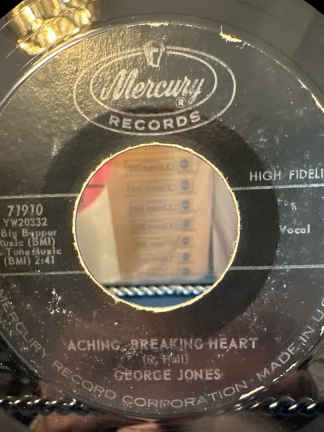 Mercury
®
RECORDS
HIGH FIDELI
71910
YW20332
Vocal
Big Bopper
Music (BMI)
Tune Music
(BMI) 2:41
ACHING, BREAKING HEART
(R. Hall)
GEORGE JONES
MERCURY RECORD CORPORATION - MADE IN U.